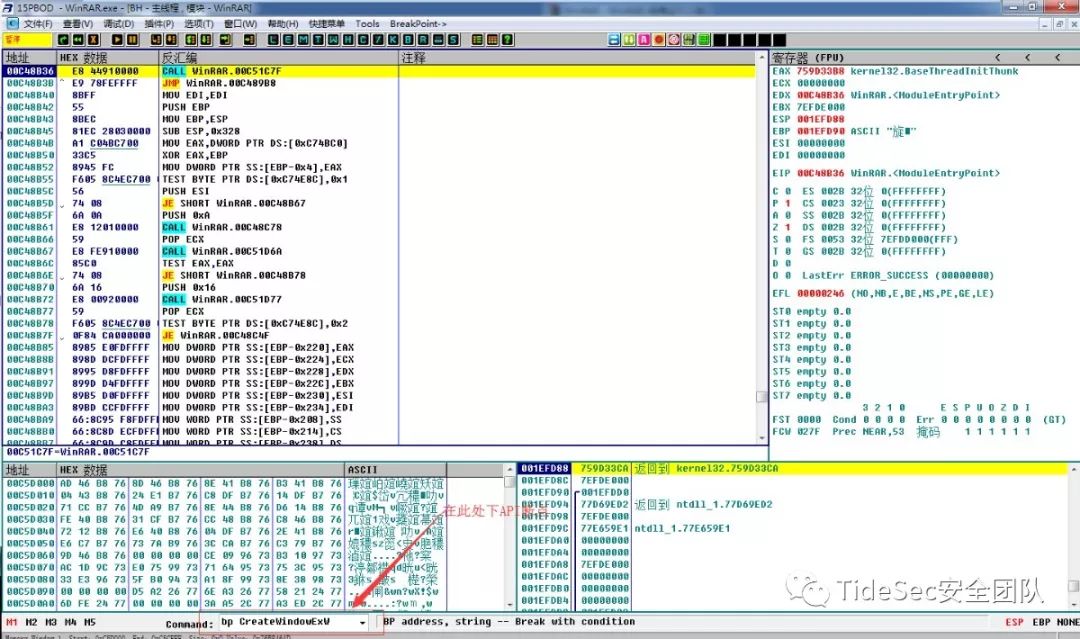 15PBOD - WinRAR.exe - [BH - 主线程, 模块 - WinRAR]
文件(F) 查看(V) 调试(D) 插件(P) 选项(T) 窗口(W) 帮助(H) 快捷菜单 Tools BreakPoint->
暂停 L E M T W H C / K B R ... S
地址 HEX 数据 反汇编 注释
00C48B36 E8 44910000 CALL WinRAR.00C51C7F
00C48B3B E9 78FEFFFF JMP WinRAR.00C489B8
00C48B40 8BFF MOV EDI,EDI
00C48B42 55 PUSH EBP
00C48B43 8BEC MOV EBP,ESP
00C48B45 81EC 28030000 SUB ESP,0x328
00C48B4B A1 C04BC700 MOV EAX,DWORD PTR DS:[0xC74BC0]
00C48B50 33C5 XOR EAX,EBP
00C48B52 8945 FC MOV DWORD PTR SS:[EBP-0x4],EAX
00C48B55 F605 8C4EC700 TEST BYTE PTR DS:[0xC74E8C],0x1
00C48B5C 56 PUSH ESI
00C48B5D 74 08 JE SHORT WinRAR.00C48B67
6A 0A PUSH 0xA
00C48B61 E8 12010000 CALL WinRAR.00C48C78
00C48B66 59 POP ECX
00C48B67 E8 FE910000 CALL WinRAR.00C51D6A
00C48B6C 85C0 TEST EAX,EAX
00C48B6E 74 08 JE SHORT WinRAR.00C48B78
00C48B70 6A 16 PUSH 0x16
00C48B72 E8 00920000 CALL WinRAR.00C51D77
00C48B77 59 POP ECX
00C48B78 F605 8C4EC700 TEST BYTE PTR DS:[0xC74E8C],0x2
00C48B7F 0F84 CA000000 JE WinRAR.00C48C4F
00C48B85 8985 E0FDFFFF MOV DWORD PTR SS:[EBP-0x220],EAX
00C48B8B 898D DCFDFFFF MOV DWORD PTR SS:[EBP-0x224],ECX
00C48B91 8995 D8FDFFFF MOV DWORD PTR SS:[EBP-0x228],EDX
00C48B97 899D D4FDFFFF MOV DWORD PTR SS:[EBP-0x22C],EBX
00C48B9D 89B5 D0FDFFFF MOV DWORD PTR SS:[EBP-0x230],ESI
00C48BA3 89BD CCFDFFFF MOV DWORD PTR SS:[EBP-0x234],EDI
00C48BA9 66:8C95 F8FDFF MOV WORD PTR SS:[EBP-0x208],SS
66:8C8D ECFDFF MOV WORD PTR SS:[EBP-0x214],CS
00C51C7F=WinRAR.00C51C7F
寄存器 (FPU) < < <
EAX 759D33B8 kernel32.BaseThreadInitThunk
ECX 00000000
EDX 00C48B36 WinRAR.<ModuleEntryPoint>
EBX 7EFDE000
ESP 001EFD88
EBP 001EFD90 ASCII
ESI 00000000
EDI 00000000
EIP 00C48B36 WinRAR.<ModuleEntryPoint>
C 0 ES 002B 32位 0(FFFFFFFF)
P 1 CS 0023 32位 0(FFFFFFFF)
A 0 SS 002B 32位 0(FFFFFFFF)
Z 1 DS 002B 32位 0(FFFFFFFF)
S 0 FS 0053 32位 7EFDD000(FFF)
T 0 GS 002B 32位 0(FFFFFFFF)
D 0
O 0 LastErr ERROR_SUCCESS (00000000)
EFL 00000246 (NO,NB,E,BE,NS,PE,GE,LE)
ST0 empty 0.0
ST1 empty 0.0
ST2 empty 0.0
ST3 empty 0.0
ST4 empty 0.0
ST5 empty 0.0
ST6 empty 0.0
ST7 empty 0.0
3 2 1 0 E S P U O Z D I
FST 0000 Cond 0 0 0 0 Err 0 0 0 0 0 0 0 0 (GT)
FCW 027F Prec NEAR,53 掩码 1 1 1 1 1 1
地址 HEX 数据 ASCII
00C5D000 AD 46 B8 76 8D 46 B8 76 8E 41 B8 76 B3 41 B8 76
00C5D010 04 43 B8 76 24 E1 B7 76 C8 DF B7 76 14 DF B7 76
00C5D020 71 CC B7 76 4D A9 B7 76 8E 44 B8 76 D6 14 B8 76
00C5D030 FE 40 B8 76 31 CF B7 76 CC 48 B8 76 C8 46 B8 76
00C5D040 72 12 B8 76 E6 40 B8 76 04 DF B7 76 2E 41 B8 76
00C5D050 E6 C7 B7 76 73 7A B9 76 3C CA B7 76 C3 79 B7 76
00C5D060 9D 46 B8 76 00 00 00 00 CE 09 96 73 B3 10 97 73
00C5D070 AC 1D 9C 73 E0 75 99 73 71 64 95 73 75 3C 95 73
00C5D080 33 E3 96 73 5F B0 94 73 A1 8F 99 73 8E 38 98 73
00C5D090 00 00 00 00 D5 A2 26 77 6E A3 26 77 58 21 24 77
00C5D0A0 6D FE 24 77 00 00 00 00 3A A5 2C 77 A3 ED 2C 77
在此处下API断点
001EFD88 759D33CA 返回到 kernel32.759D33CA
001EFD8C 7EFDE000
001EFD90 001EFDD0
001EFD94 77D69ED2 返回到 ntdll_1.77D69ED2
001EFD98 7EFDE000
001EFD9C 77E659E1 ntdll_1.77E659E1
001EFDA0 00000000
001EFDA4 00000000
001EFDA8 7EFDE000
001EFDAC 00000000
001EFDB0 00000000
001EFDB4 00000000
TideSec安全团队
M1 M2 M3 M4 M5 Command: bp CreateWindowExW BP address, string -- Break with condition ESP EBP NONE